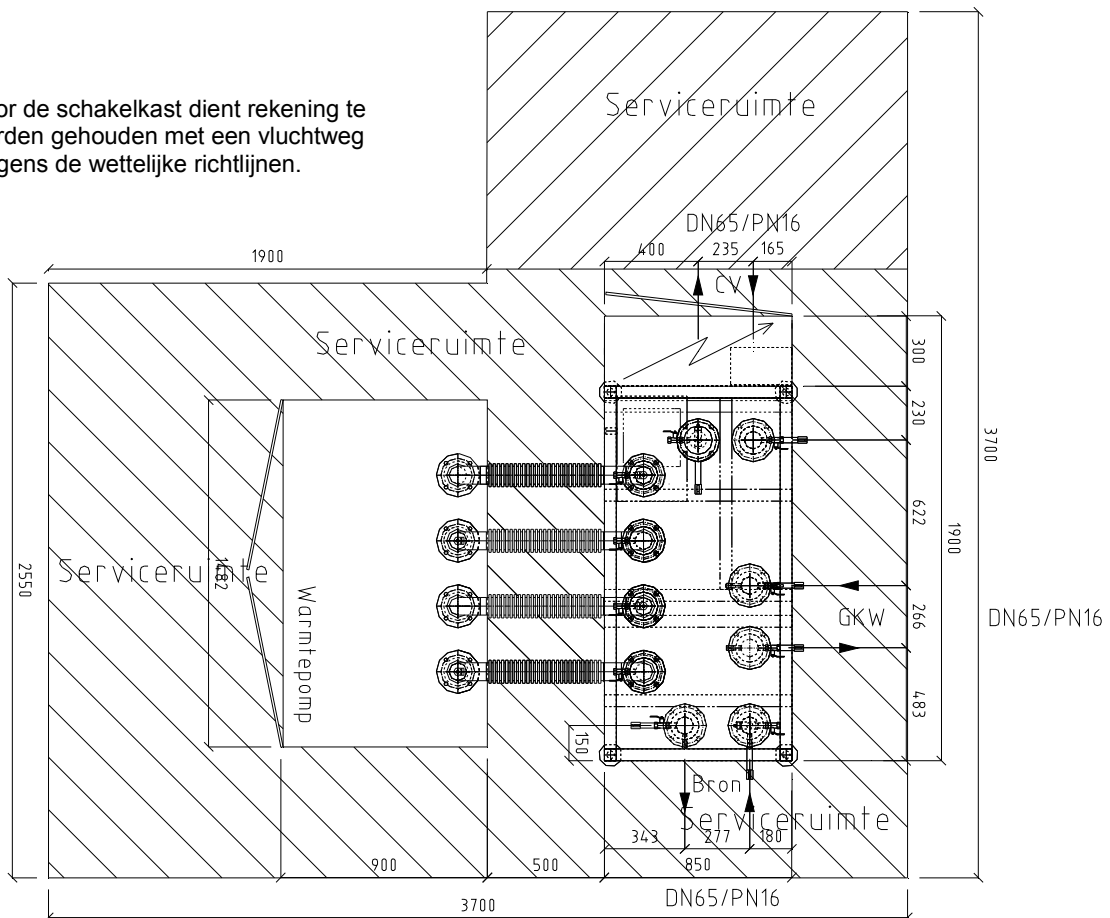 or de schakelkast dient rekening te
rden gehouden met een vluchtweg
gens de wettelijke richtlijnen.
Serviceruimte
DN65/PN16
400 235 165
CV
1900
Serviceruimte
300
230
3700
622
1900
2550
Serviceruimte
1482
Warmtepomp
GKW
266
DN65/PN16
483
150
Bron
Serviceruimte
343 277 180
900 500 850
DN65/PN16
3700